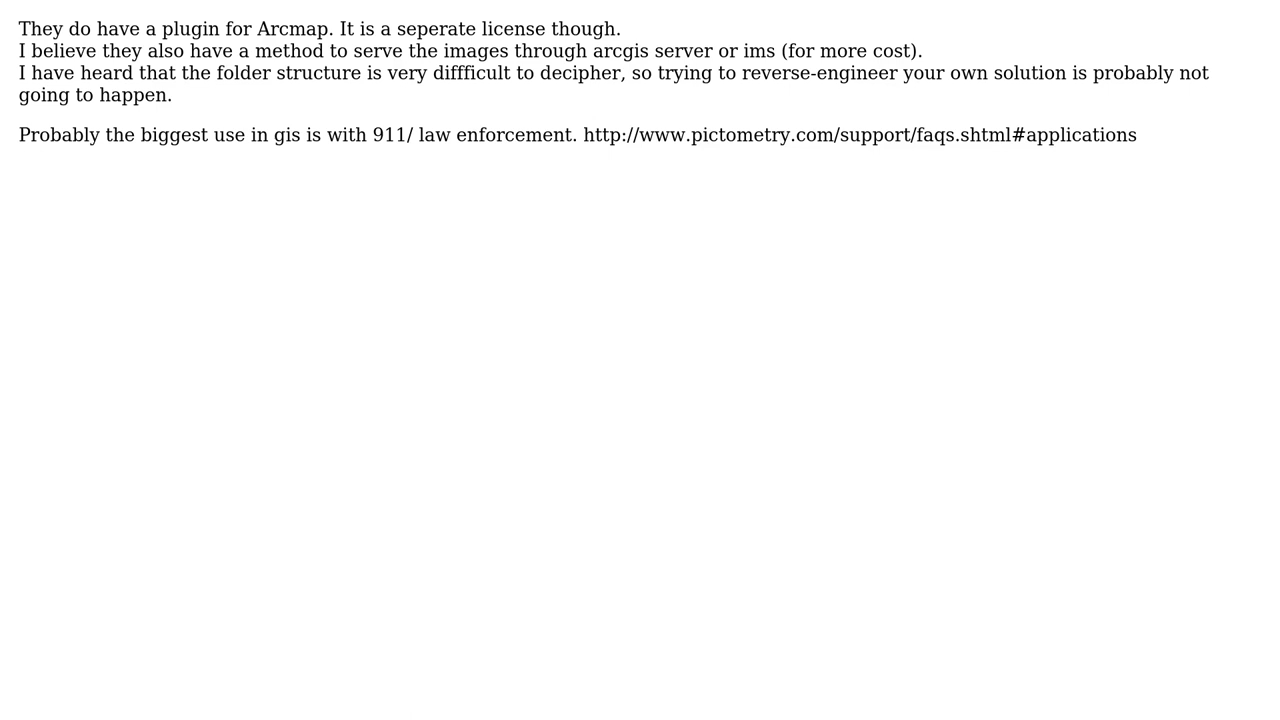 They do have a plugin for Arcmap. It is a seperate license though.
I believe they also have a method to serve the images through arcgis server or ims (for more cost).
I have heard that the folder structure is very diffficult to decipher, so trying to reverse-engineer your own solution is probably not
going to happen.
Probably the biggest use in gis is with 911/ law enforcement. http://www.pictometry.com/support/faqs.shtml#applications